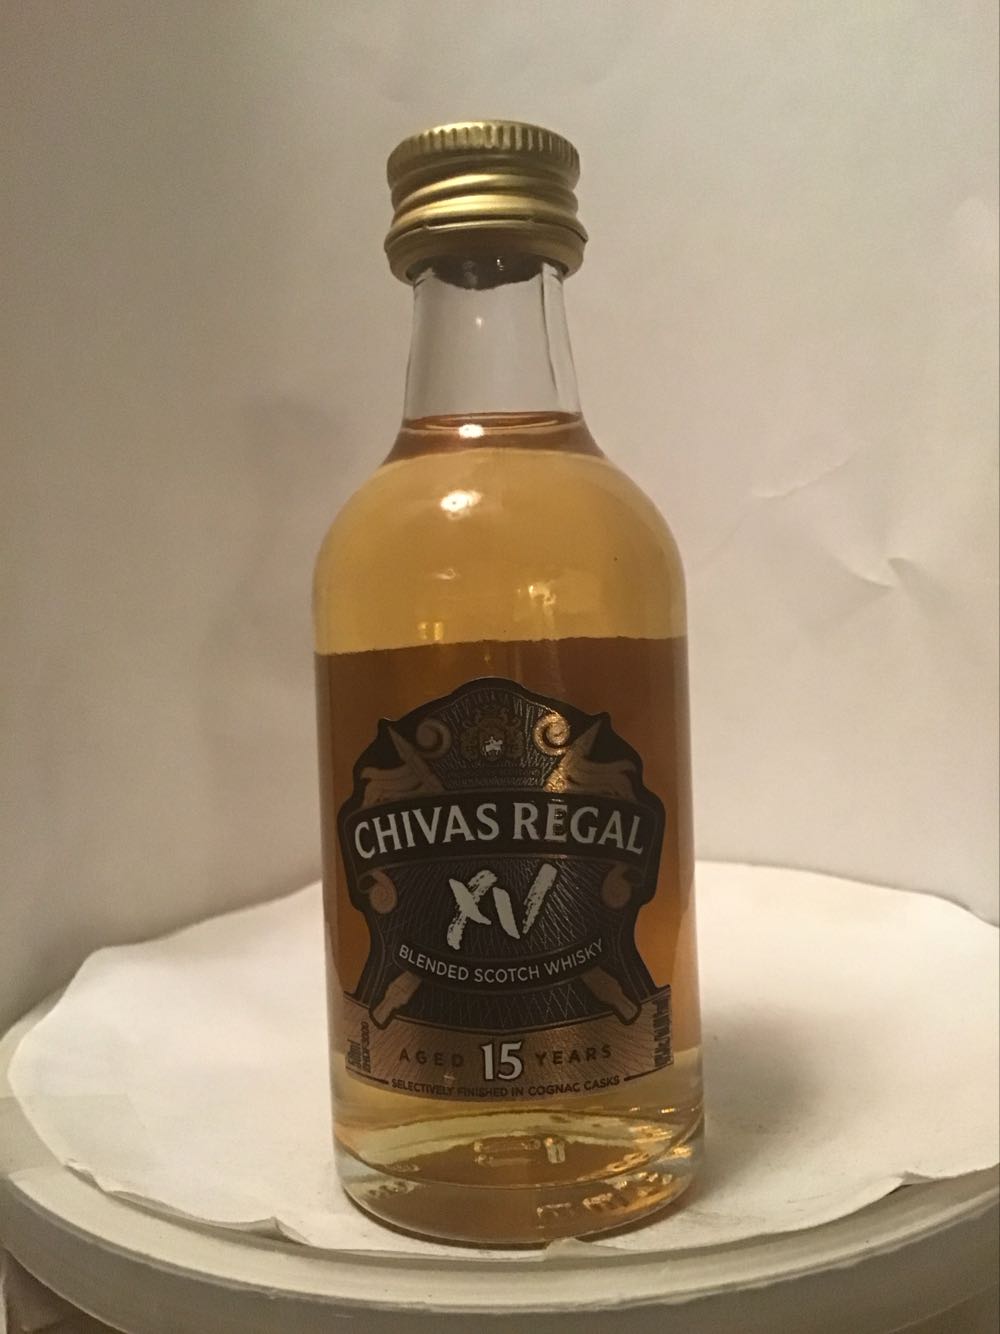 CHIVAS REGAL
XV
BLENDED SCOTCH WHISKY
AGED 15 YEARS
SELECTIVELY FINISHED IN COGNAC CASKS